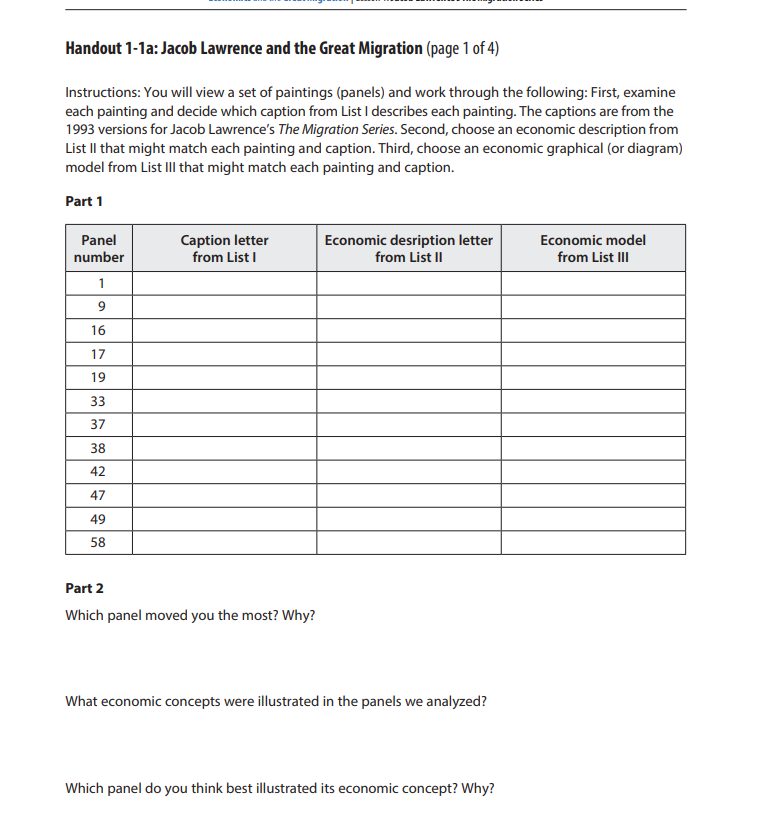 Handout 1-1a: Jacob Lawrence and the Great Migration (page 1 of 4)
Instructions: You will view a set of paintings (panels) and work through the following: First, examine
each painting and decide which caption from List I describes each painting. The captions are from the
1993 versions for Jacob Lawrence's The Migration Series. Second, choose an economic description from
List II that might match each painting and caption. Third, choose an economic graphical (or diagram)
model from List III that might match each painting and caption.
Part 1
Panel number	Caption letter from List I	Economic desription letter from List II	Economic model from List III
1
9
16
17
19
33
37
38
42
47
49
58
Part 2
Which panel moved you the most? Why?
What economic concepts were illustrated in the panels we analyzed?
Which panel do you think best illustrated its economic concept? Why?